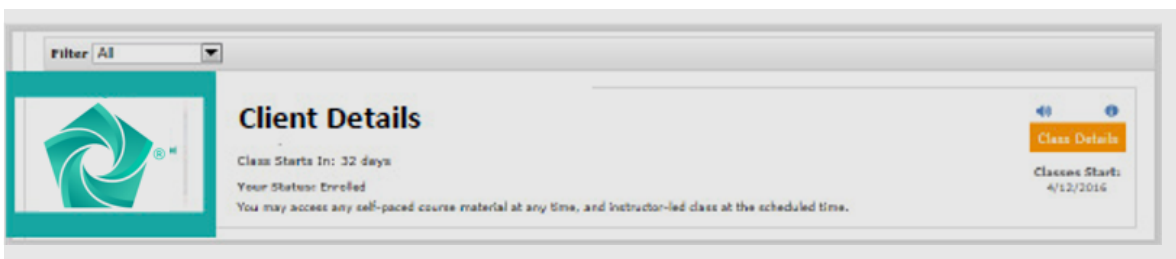 Filter All
Client Details
Class Details
Class Starts In: 32 days
Classes Start:
4/12/2016
Your Status: Enrolled
You may access any self-paced course material at any time, and instructor-led class at the scheduled time.
®